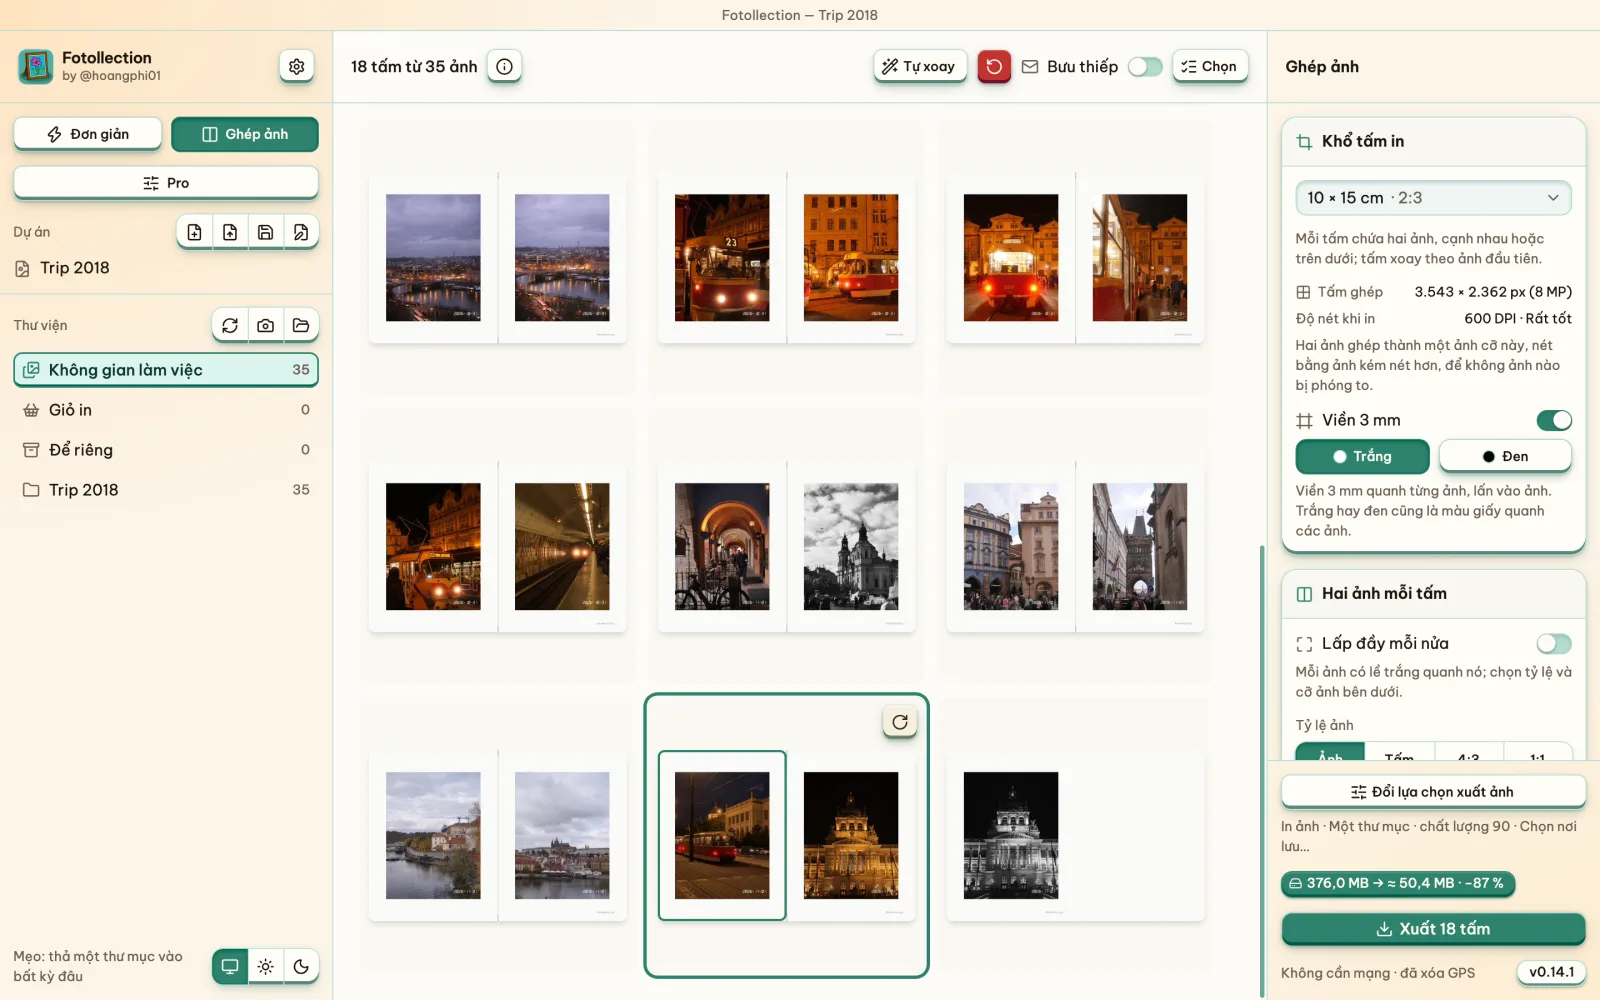 Fotollection — Trip 2018
Fotollection
by @hoangphi01
Đơn giản
Ghép ảnh
Pro
Dự án
Trip 2018
Thư viện
Không gian làm việc 35
Giỏ in 0
Để riêng 0
Trip 2018 35
Mẹo: thả một thư mục vào
bất kỳ đâu
18 tấm từ 35 ảnh
Tự xoay
Bưu thiếp
Chọn
23
Ghép ảnh
Khổ tấm in
10 × 15 cm · 2:3
Mỗi tấm chứa hai ảnh, cạnh nhau hoặc
trên dưới; tấm xoay theo ảnh đầu tiên.
Tấm ghép 3.543 × 2.362 px (8 MP)
Độ nét khi in 600 DPI · Rất tốt
Hai ảnh ghép thành một ảnh cỡ này, nét
bằng ảnh kém nét hơn, để không ảnh nào
bị phóng to.
Viền 3 mm
Trắng
Đen
Viền 3 mm quanh từng ảnh, lấn vào ảnh.
Trắng hay đen cũng là màu giấy quanh
các ảnh.
Hai ảnh mỗi tấm
Lấp đầy mỗi nửa
Mỗi ảnh có lề trắng quanh nó; chọn tỷ lệ và
cỡ ảnh bên dưới.
Tỷ lệ ảnh
Ảnh Tấm 4:3 1:1
Đổi lựa chọn xuất ảnh
In ảnh · Một thư mục · chất lượng 90 · Chọn nơi
lưu…
376,0 MB → ≈ 50,4 MB · −87 %
Xuất 18 tấm
Không cần mạng · đã xóa GPS
v0.14.1